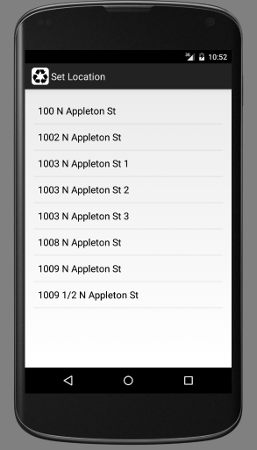 10:52
Set Location
100 N Appleton St
1002 N Appleton St
1003 N Appleton St 1
1003 N Appleton St 2
1003 N Appleton St 3
1008 N Appleton St
1009 N Appleton St
1009 1/2 N Appleton St